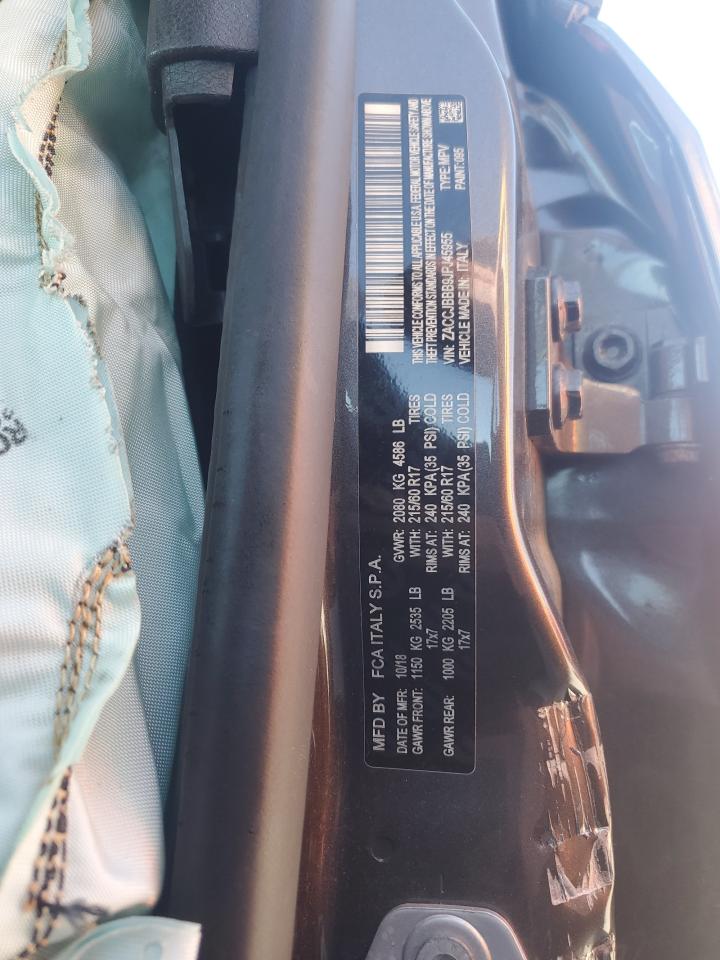 MFD BY FCA ITALY S.P.A.
DATE OF MFR: 10/18 GVWR: 2080 KG 4586 LB
GAWR FRONT: 1150 KG 2535 LB WITH: 215/60 R17 TIRES
17x7 RIMS AT: 240 KPA(35 PSI) COLD
GAWR REAR: 1000 KG 2205 LB WITH: 215/60 R17 TIRES
17x7 RIMS AT: 240 KPA(35 PSI) COLD
THIS VEHICLE CONFORMS TO ALL APPLICABLE U.S.A. FEDERAL MOTOR VEHICLE SAFETY AND
THEFT PREVENTION STANDARDS IN EFFECT ON THE DATE OF MANUFACTURE SHOWN ABOVE
VIN: ZACCJBBB9JPJ45955 TYPE:MPV
VEHICLE MADE IN: ITALY PAINT:095